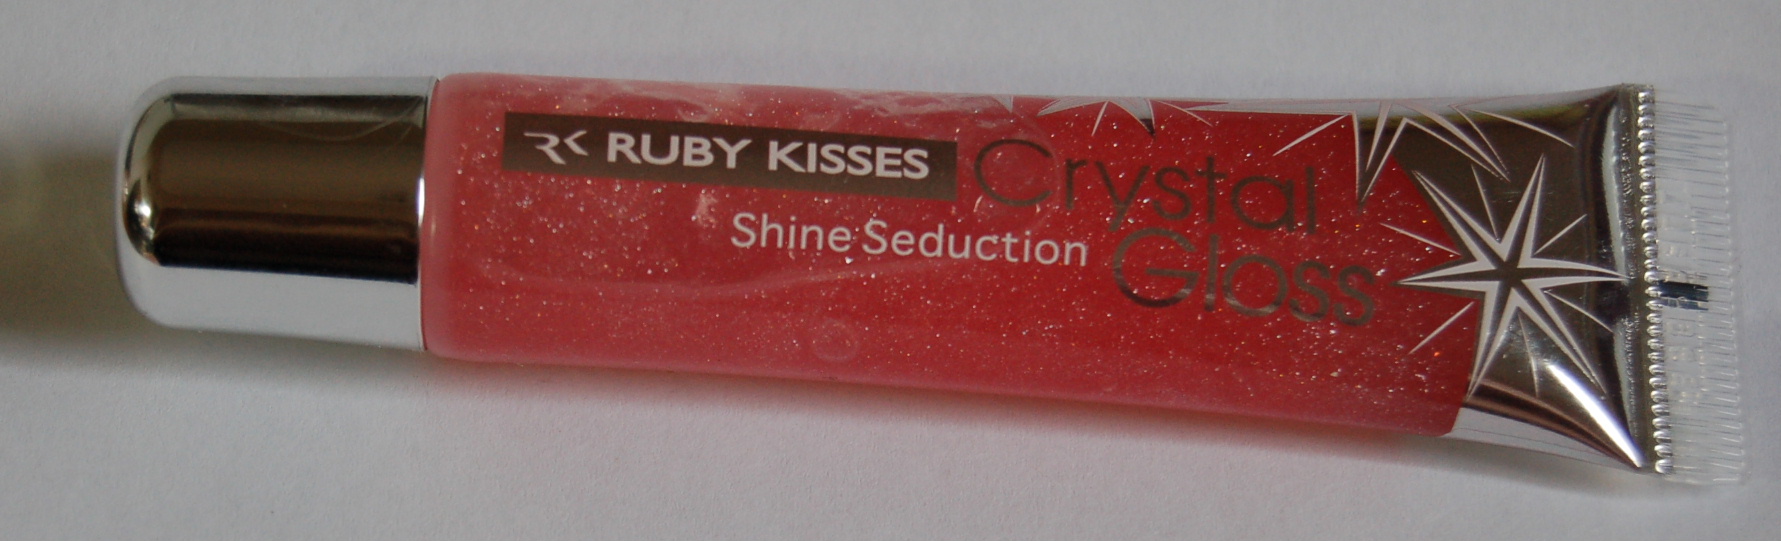 RK RUBY KISSES
Crystal
Gloss
Shine Seduction